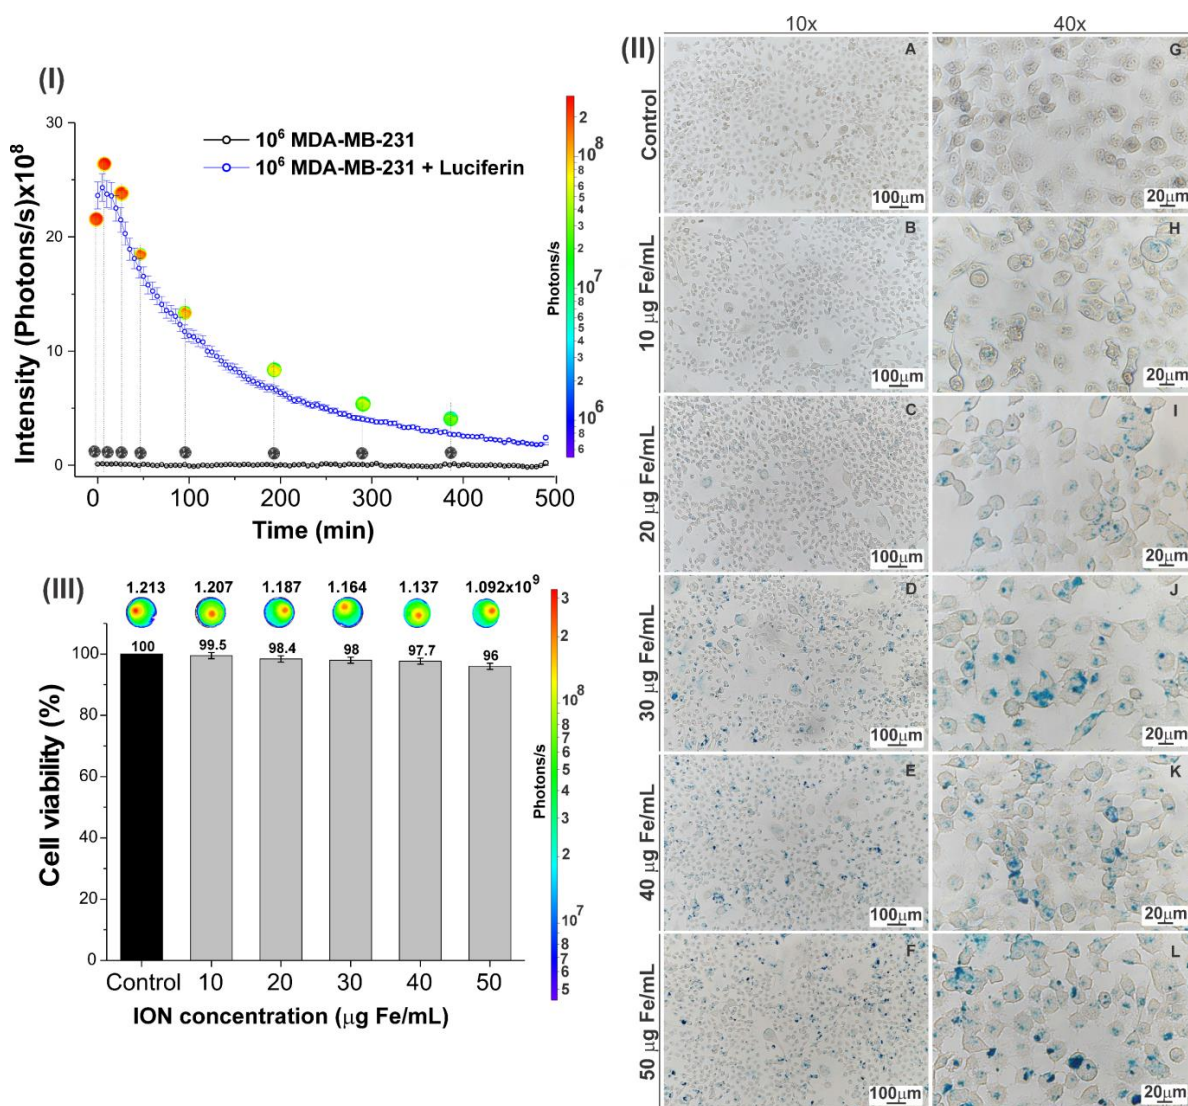 (I)
30
20
10
0
Intensity (Photons/s)x10⁸
10⁶ MDA-MB-231
10⁶ MDA-MB-231 + Luciferin
0 100 200 300 400 500
Time (min)
Photons/s
2
10⁸
8
6
4
2
10⁷
8
6
4
2
10⁶
8
6
(II)
10x 40x
Control
A
100µm
G
20µm
10 µg Fe/mL
B
100µm
H
20µm
20 µg Fe/mL
C
100µm
I
20µm
30 µg Fe/mL
D
100µm
J
20µm
40 µg Fe/mL
E
100µm
K
20µm
50 µg Fe/mL
F
100µm
L
20µm
(III)
1.213 1.207 1.187 1.164 1.137 1.092x10⁹
100 99.5 98.4 98 97.7 96
100
80
60
40
20
0
Cell viability (%)
Control 10 20 30 40 50
ION concentration (µg Fe/mL)
Photons/s
3
2
10⁸
8
7
6
5
4
3
2
10⁷
8
7
6
5